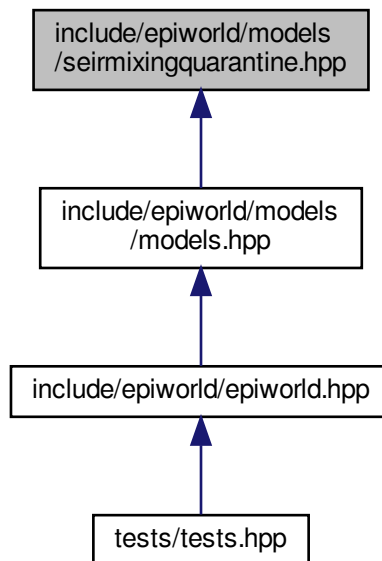 include/epiworld/models
/seirmixingquarantine.hpp
include/epiworld/models
/models.hpp
include/epiworld/epiworld.hpp
tests/tests.hpp